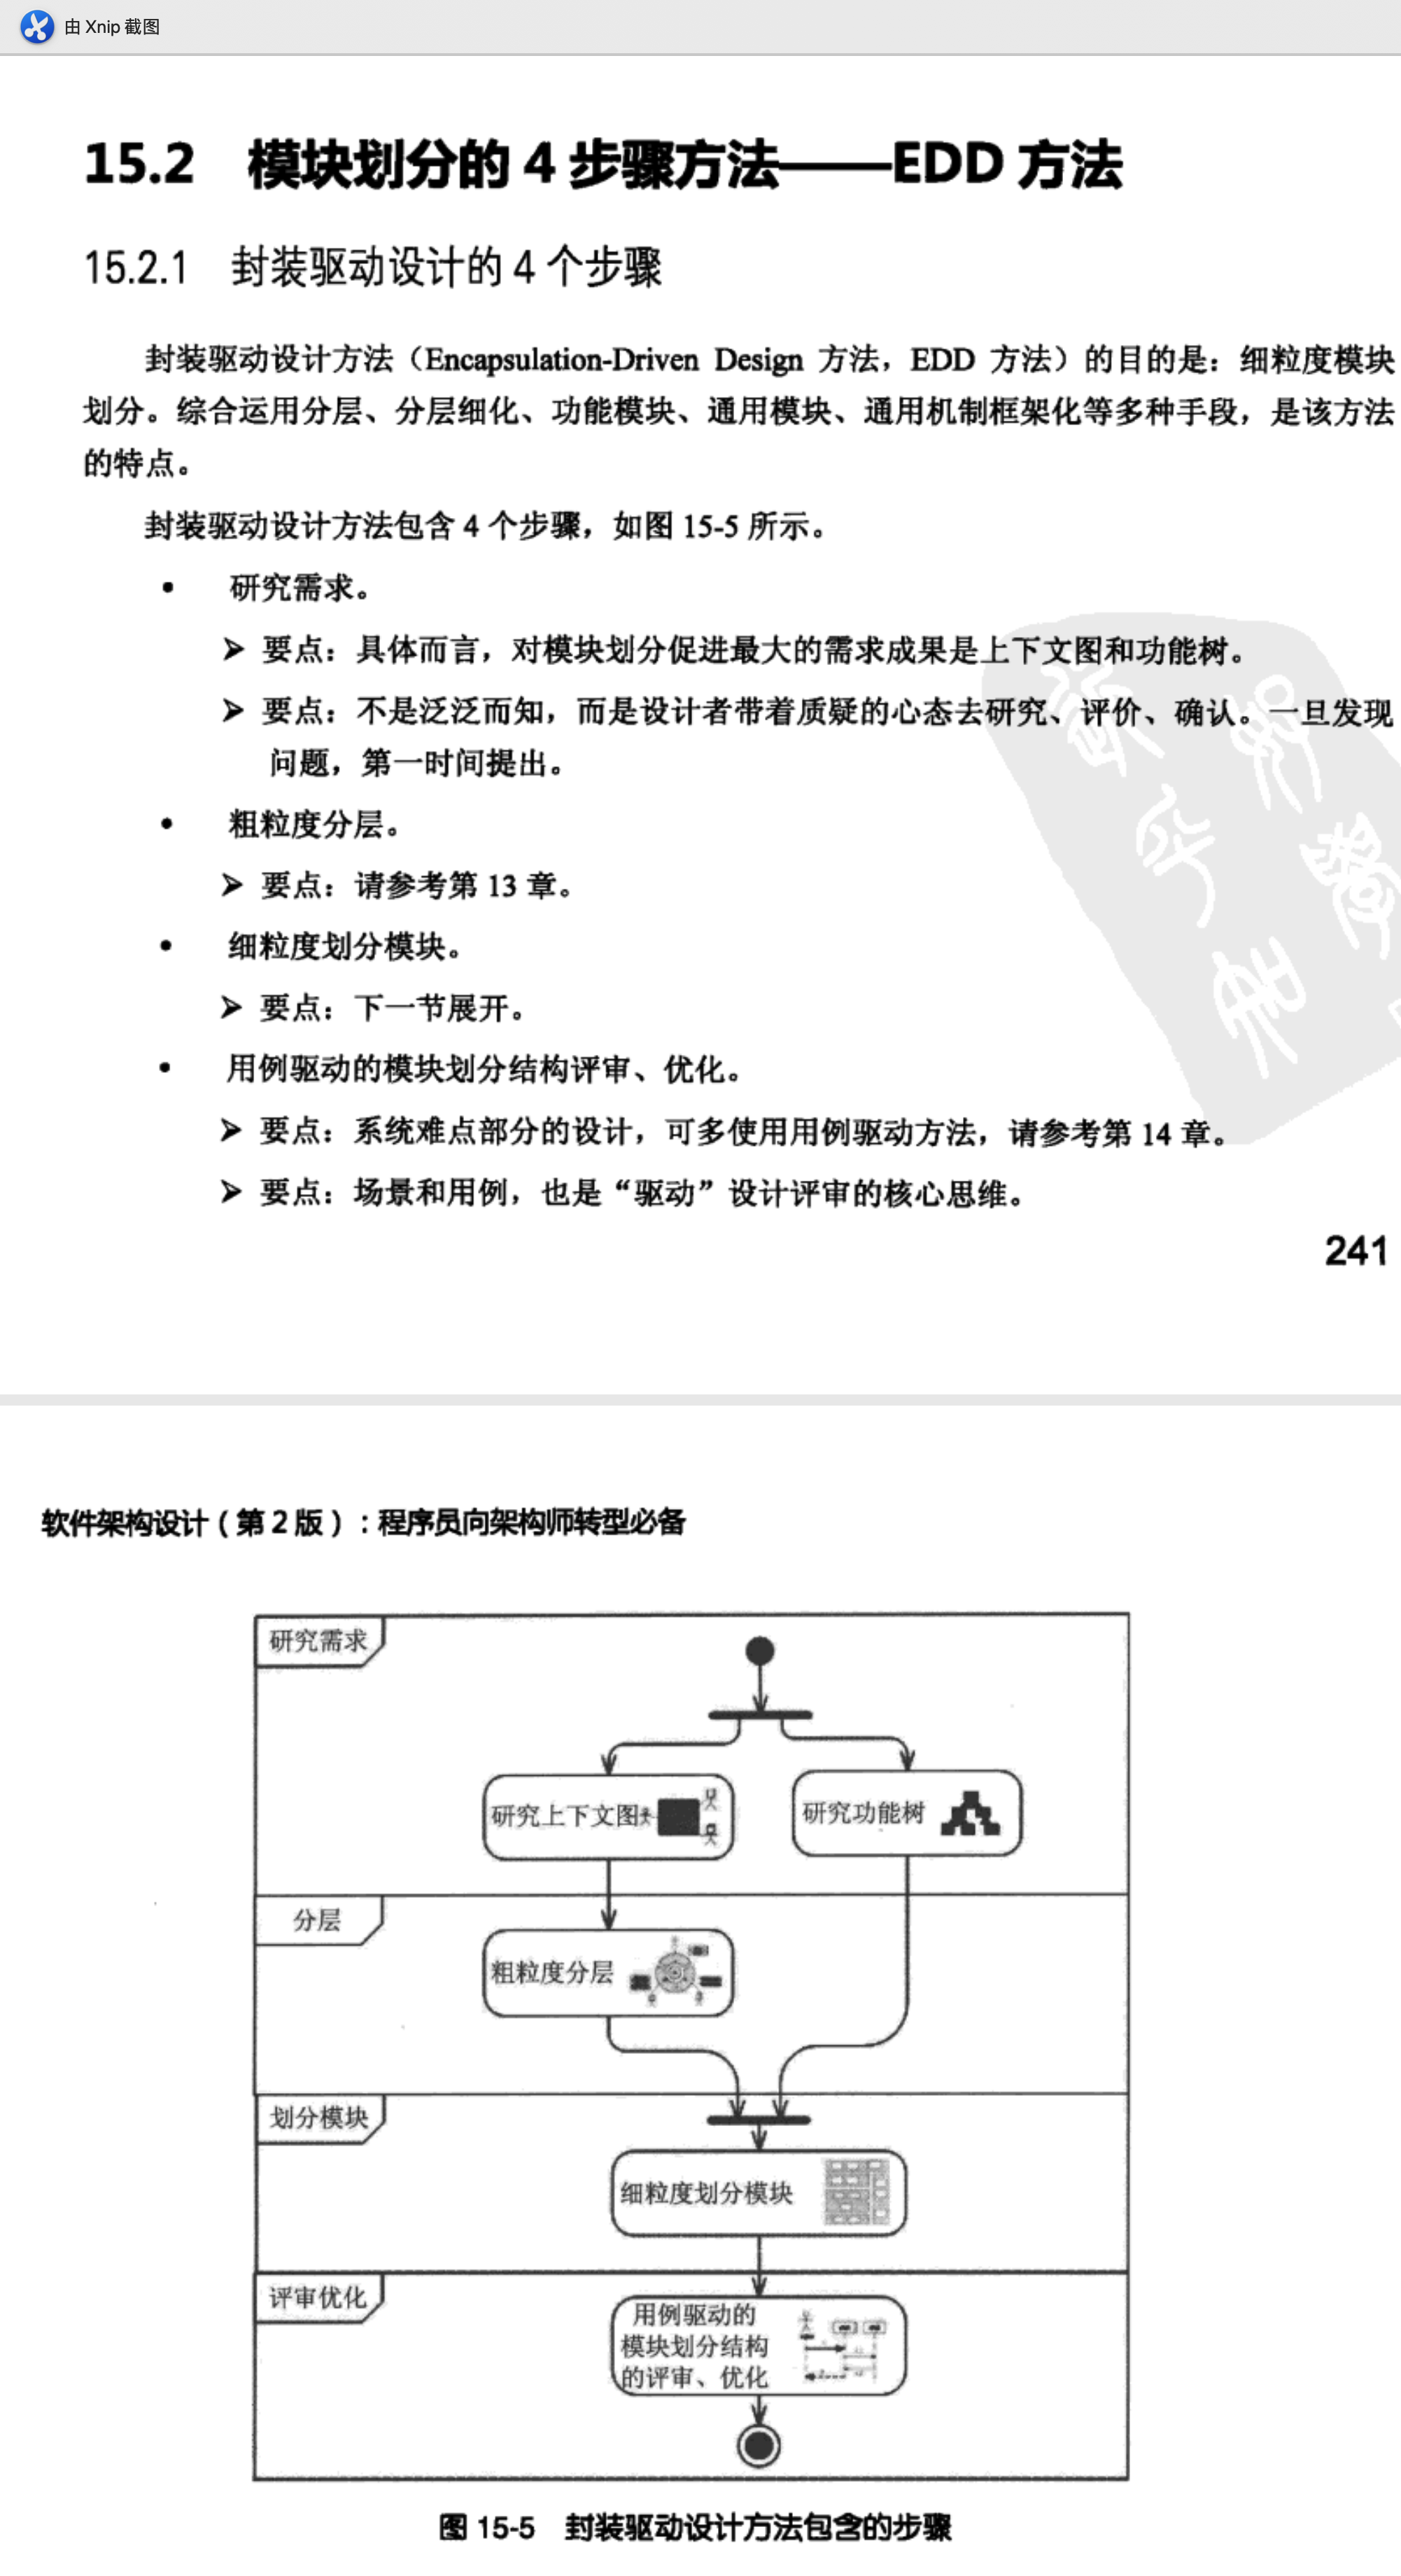 由 Xnip 截图
15.2 模块划分的 4 步骤方法——EDD 方法
15.2.1 封装驱动设计的 4 个步骤
封装驱动设计方法（Encapsulation-Driven Design 方法，EDD 方法）的目的是：细粒度模块
划分。综合运用分层、分层细化、功能模块、通用模块、通用机制框架化等多种手段，是该方法
的特点。
封装驱动设计方法包含 4 个步骤，如图 15-5 所示。
• 研究需求。
➢ 要点：具体而言，对模块划分促进最大的需求成果是上下文图和功能树。
➢ 要点：不是泛泛而知，而是设计者带着质疑的心态去研究、评价、确认。一旦发现
问题，第一时间提出。
• 粗粒度分层。
➢ 要点：请参考第 13 章。
• 细粒度划分模块。
➢ 要点：下一节展开。
• 用例驱动的模块划分结构评审、优化。
➢ 要点：系统难点部分的设计，可多使用用例驱动方法，请参考第 14 章。
➢ 要点：场景和用例，也是“驱动”设计评审的核心思维。
241
软件架构设计（第 2 版）：程序员向架构师转型必备
研究需求
研究上下文图
研究功能树
分层
粗粒度分层
划分模块
细粒度划分模块
评审优化
用例驱动的
模块划分结构
的评审、优化
图 15-5 封装驱动设计方法包含的步骤